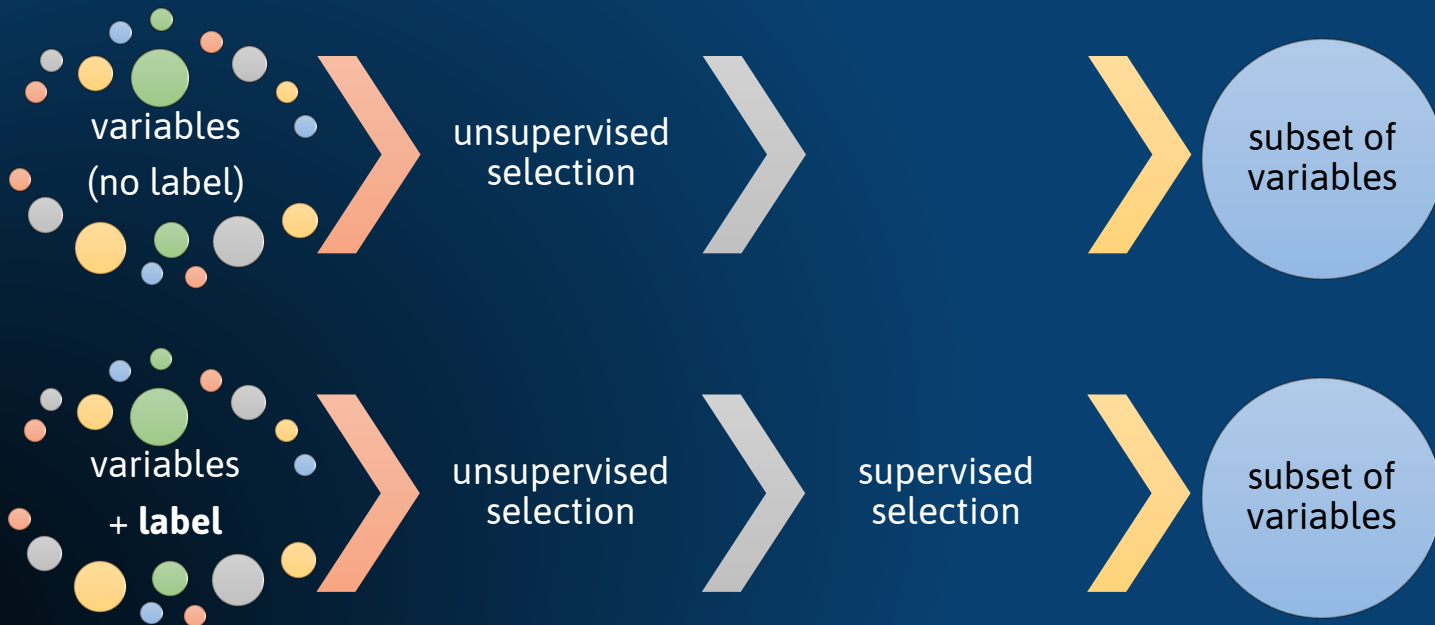 variables
(no label)
unsupervised
selection
subset of
variables
variables
+ label
unsupervised
selection
supervised
selection
subset of
variables